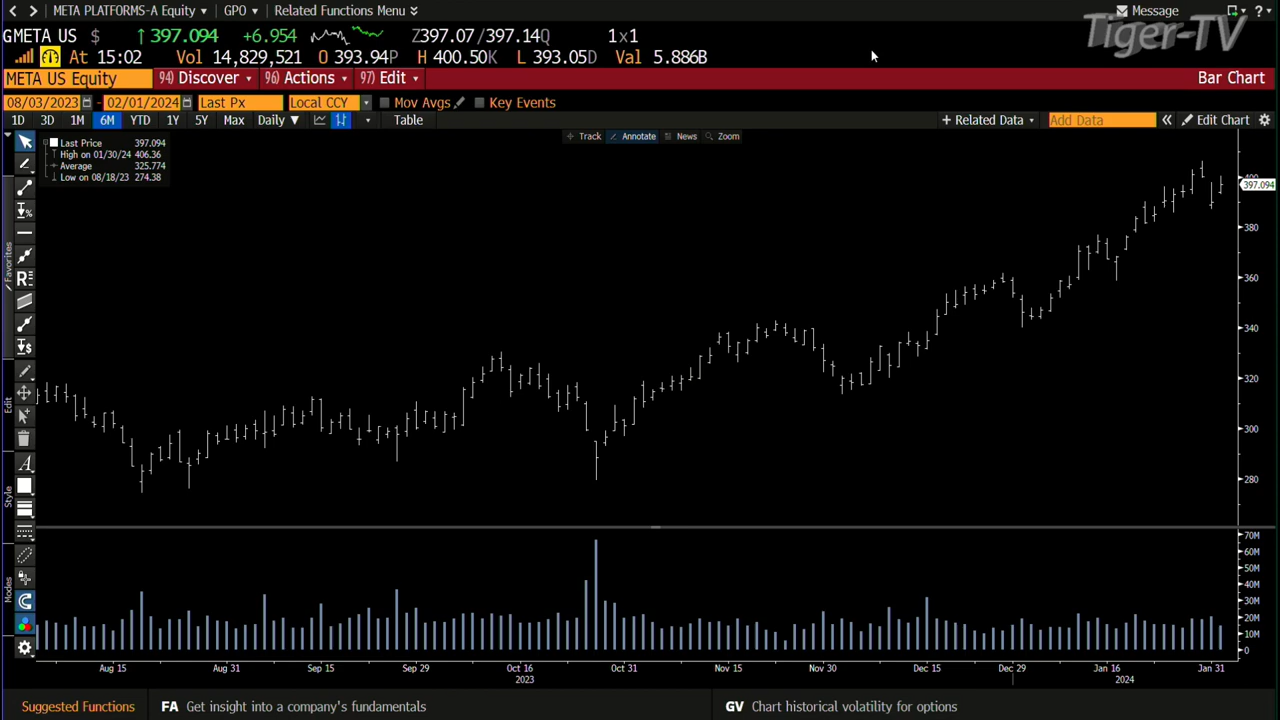 META PLATFORMS-A Equity GPO Related Functions Menu Message ?
Tiger-TV
GMETA US $ ↑ 397.094 +6.954 Z397.07/397.14Q 1x1
At 15:02 Vol 14,829,521 O 393.94P H 400.50K L 393.05D Val 5.886B
META US Equity 94) Discover 96) Actions 97) Edit Bar Chart
08/03/2023 - 02/01/2024 Last Px Local CCY Mov Avgs Key Events
1D 3D 1M 6M YTD 1Y 5Y Max Daily ▼ Table + Related Data Add Data « Edit Chart
Track Annotate News Zoom
Last Price 397.094
High on 01/30/24 406.36
Average 325.774
Low on 08/18/23 274.38
400
397.094
380
360
340
320
300
280
Favorites
Edit
Style
Modes
70M
60M
50M
40M
30M
20M
10M
0
Aug 15 Aug 31 Sep 15 Sep 29 Oct 16 Oct 31 Nov 15 Nov 30 Dec 15 Dec 29 Jan 16 Jan 31
2023 2024
Suggested Functions FA Get insight into a company's fundamentals GV Chart historical volatility for options